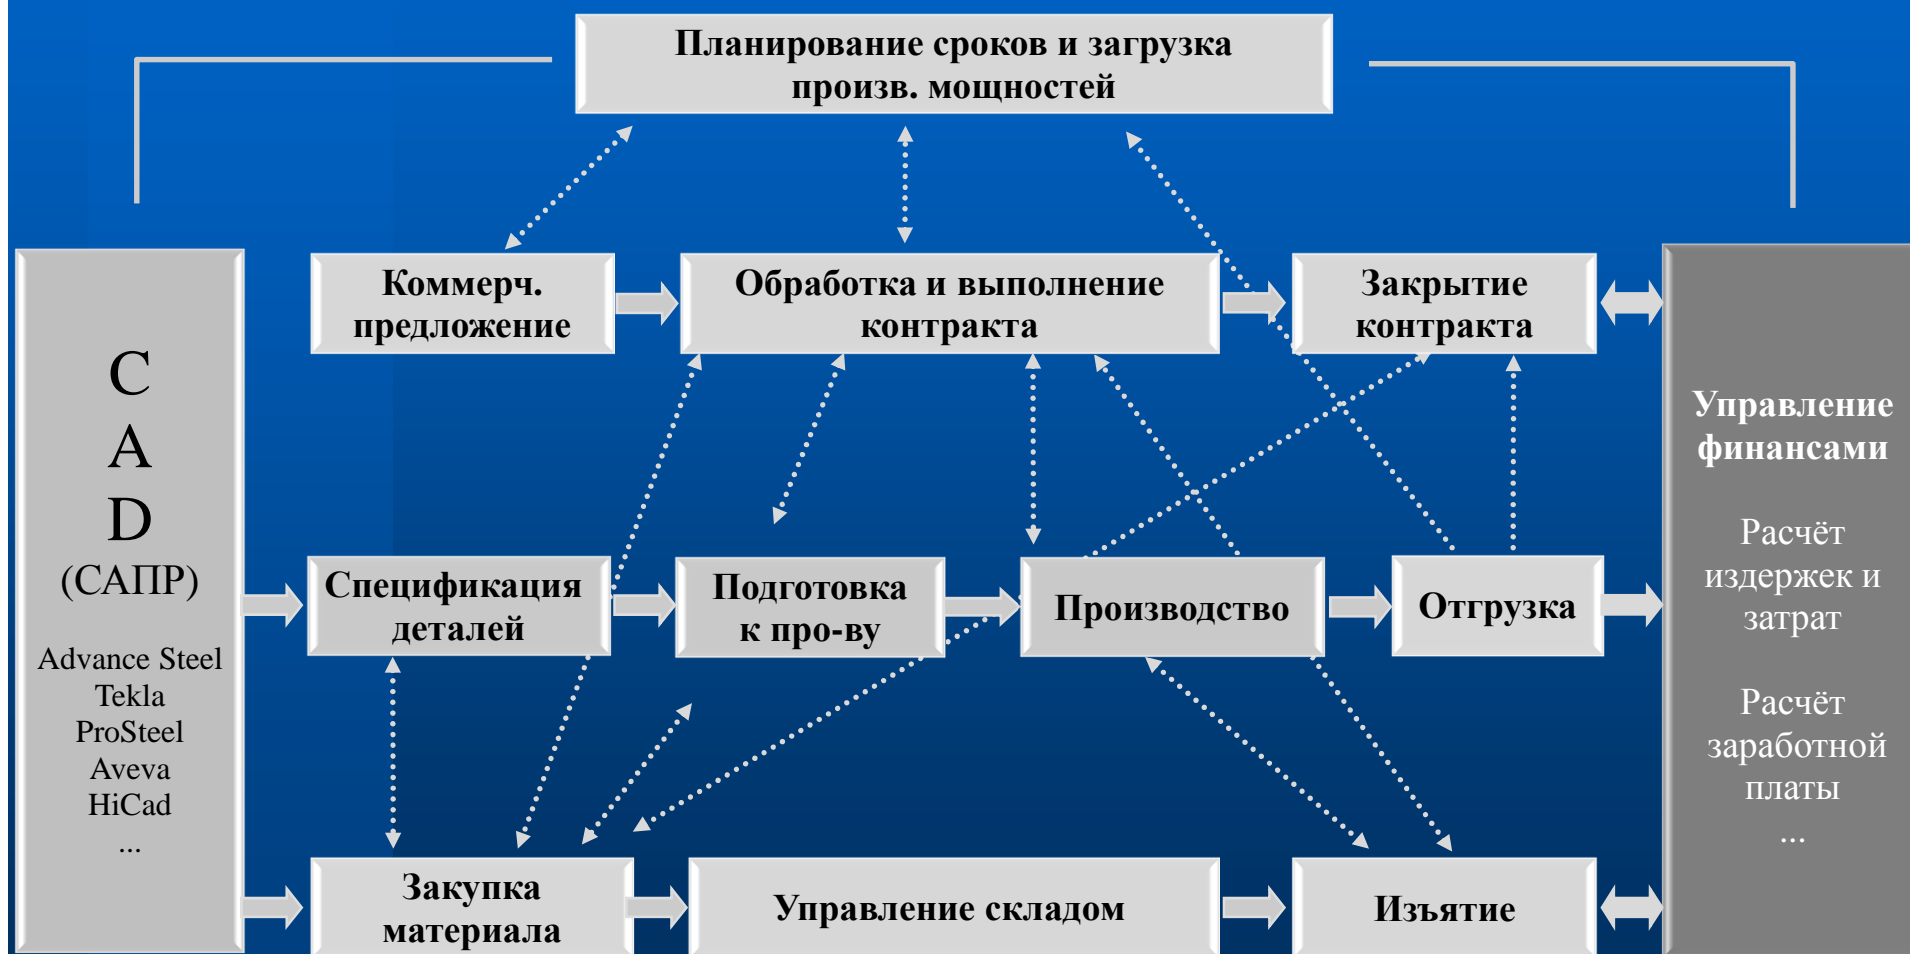 Планирование сроков и загрузка
произв. мощностей
Коммерч.
предложение
Обработка и выполнение
контракта
Закрытие
контракта
C
A
D
(САПР)
Advance Steel
Tekla
ProSteel
Aveva
HiCad
...
Спецификация
деталей
Подготовка
к про-ву
Производство
Отгрузка
Закупка
материала
Управление складом
Изъятие
Управление
финансами
Расчёт
издержек и
затрат
Расчёт
заработной
платы
...